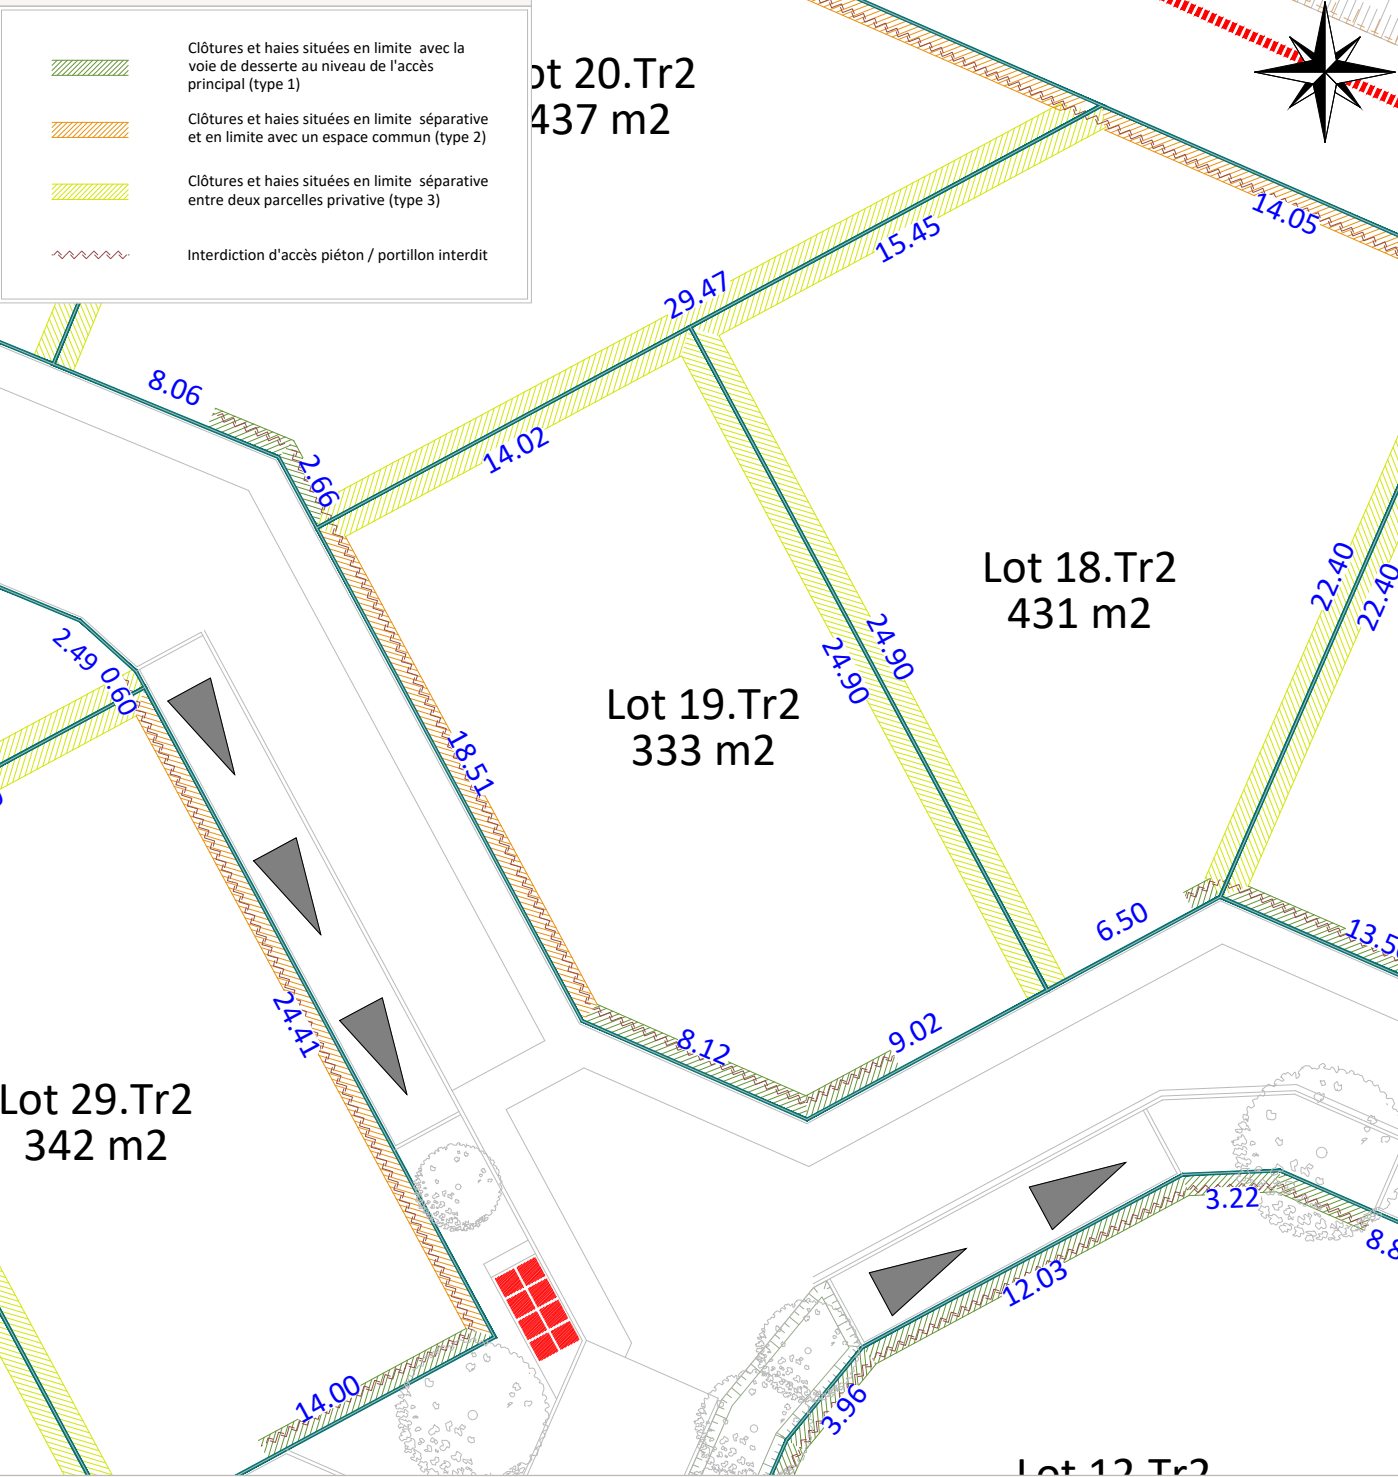 Clôtures et haies situées en limite avec la
voie de desserte au niveau de l'accès
principal (type 1)
Clôtures et haies situées en limite séparative
et en limite avec un espace commun (type 2)
Clôtures et haies situées en limite séparative
entre deux parcelles privative (type 3)
Interdiction d'accès piéton / portillon interdit
ot 20.Tr2
437 m2
14.05
15.45
29.47
8.06
14.02
2.66
Lot 18.Tr2
431 m2
22.40
22.40
24.90
24.90
2.49
0.60
Lot 19.Tr2
333 m2
18.51
6.50
13.5
9.02
8.12
24.41
Lot 29.Tr2
342 m2
3.22
8.8
12.03
14.00
3.96
Lot 12.Tr2